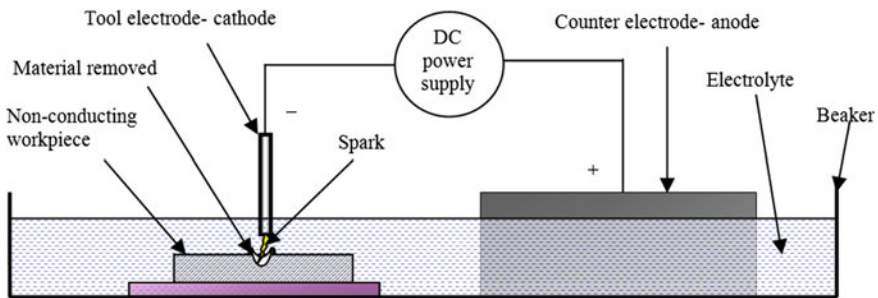 Tool electrode- cathode
Material removed
Non-conducting
workpiece
−
Spark
DC
power
supply
+
Counter electrode- anode
Electrolyte
Beaker